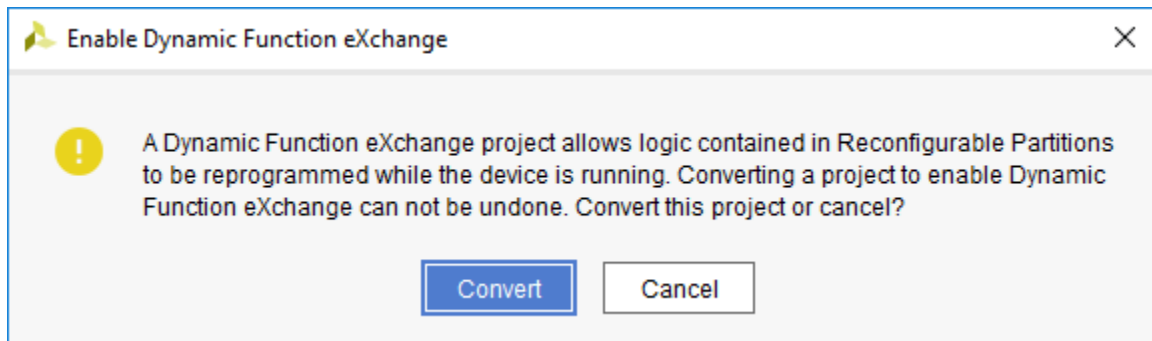 Enable Dynamic Function eXchange
A Dynamic Function eXchange project allows logic contained in Reconfigurable Partitions
to be reprogrammed while the device is running. Converting a project to enable Dynamic
Function eXchange can not be undone. Convert this project or cancel?
Convert
Cancel